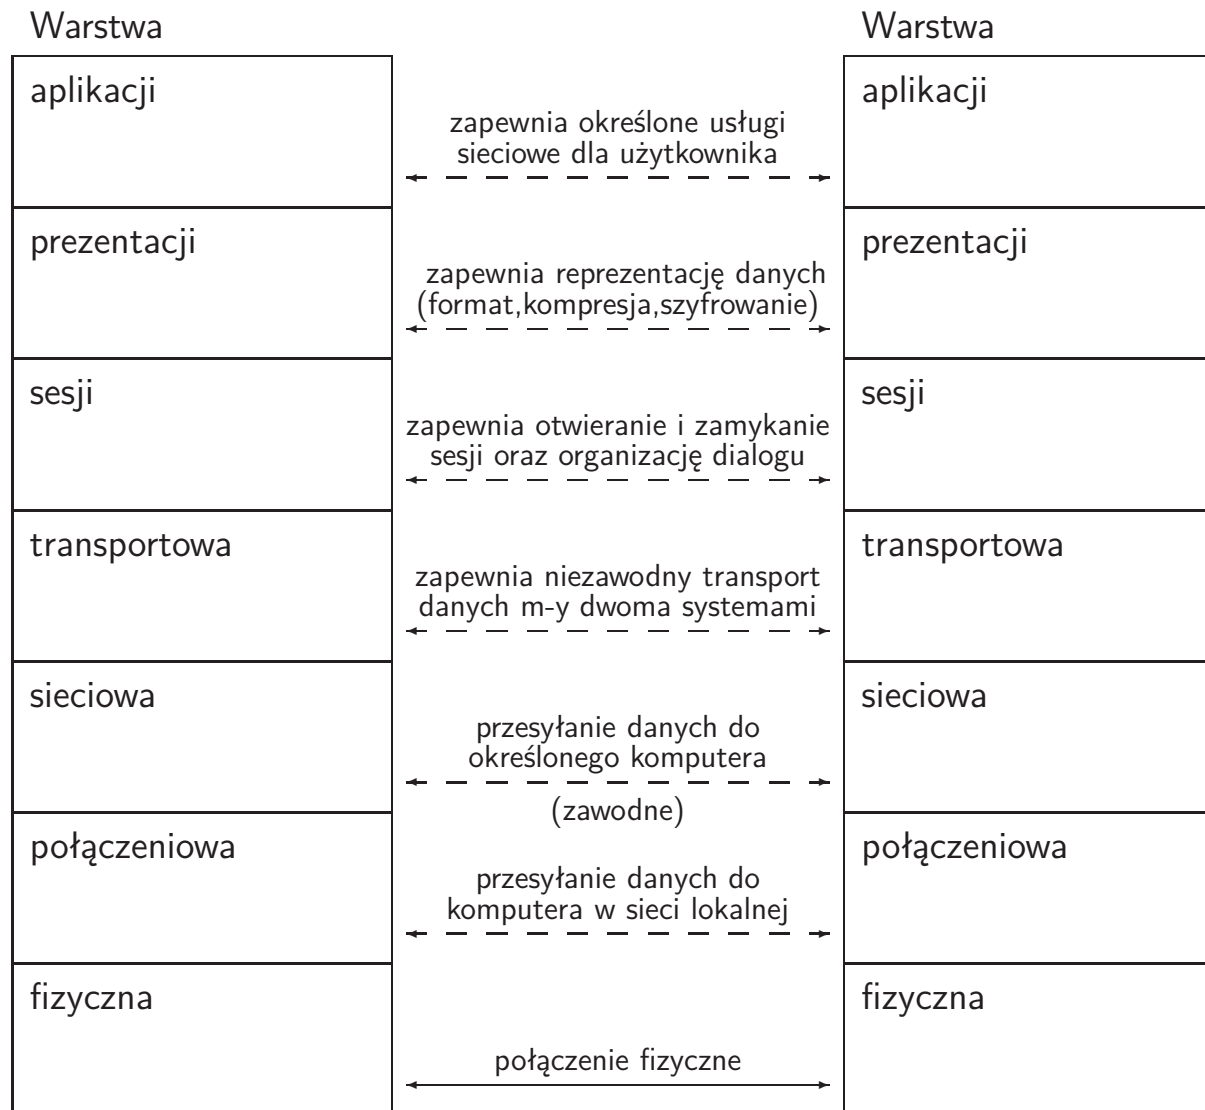 Warstwa
Warstwa
aplikacji
zapewnia określone usługi
sieciowe dla użytkownika
aplikacji
prezentacji
zapewnia reprezentację danych
(format,kompresja,szyfrowanie)
prezentacji
sesji
zapewnia otwieranie i zamykanie
sesji oraz organizację dialogu
sesji
transportowa
zapewnia niezawodny transport
danych m-y dwoma systemami
transportowa
sieciowa
przesyłanie danych do
określonego komputera
(zawodne)
sieciowa
połączeniowa
przesyłanie danych do
komputera w sieci lokalnej
połączeniowa
fizyczna
połączenie fizyczne
fizyczna